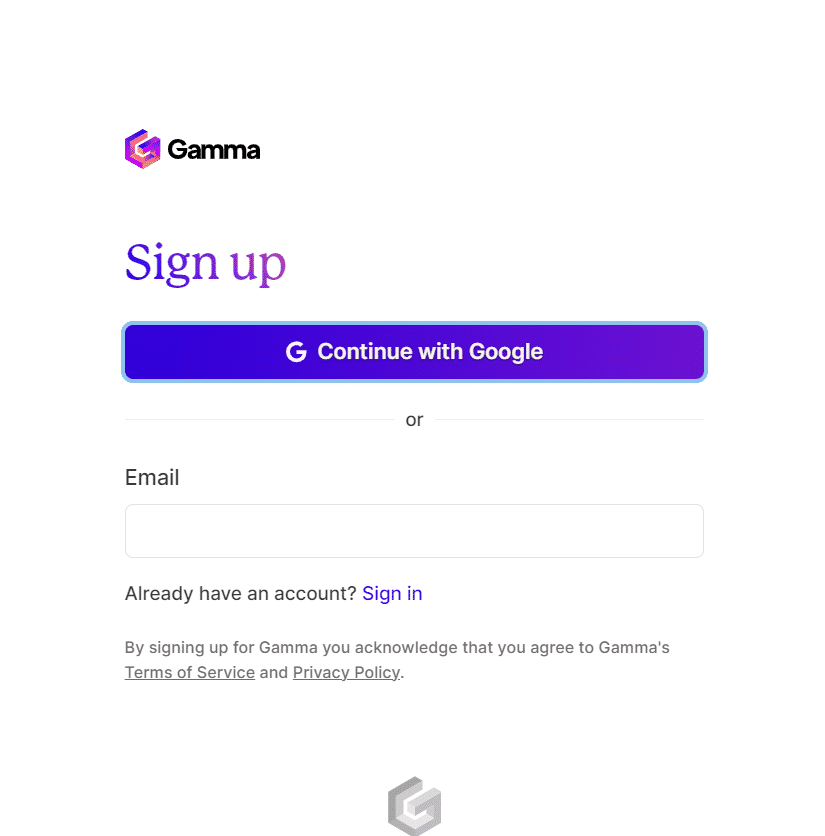 Gamma
Sign up
Continue with Google
or
Email
Already have an account? Sign in
By signing up for Gamma you acknowledge that you agree to Gamma's
Terms of Service and Privacy Policy.